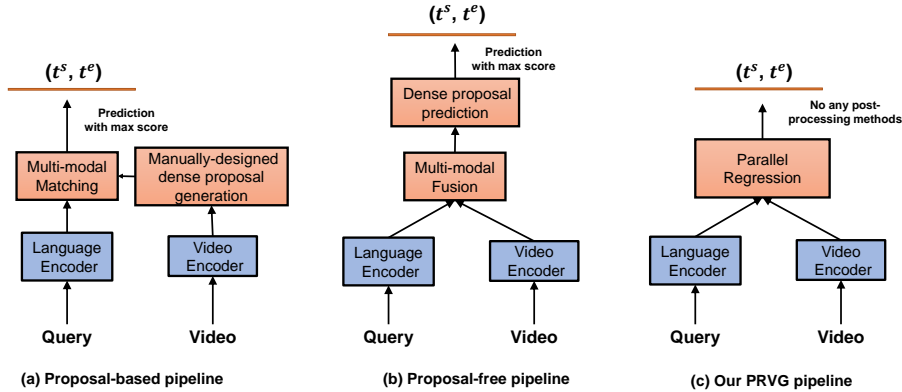 (t^s, t^e)
Prediction
with max score
Multi-modal
Matching
Manually-designed
dense proposal
generation
Language
Encoder
Video
Encoder
Query
Video
(a) Proposal-based pipeline
(t^s, t^e)
Prediction
with max score
Dense proposal
prediction
Multi-modal
Fusion
Language
Encoder
Video
Encoder
Query
Video
(b) Proposal-free pipeline
(t^s, t^e)
No any post-
processing methods
Parallel
Regression
Language
Encoder
Video
Encoder
Query
Video
(c) Our PRVG pipeline